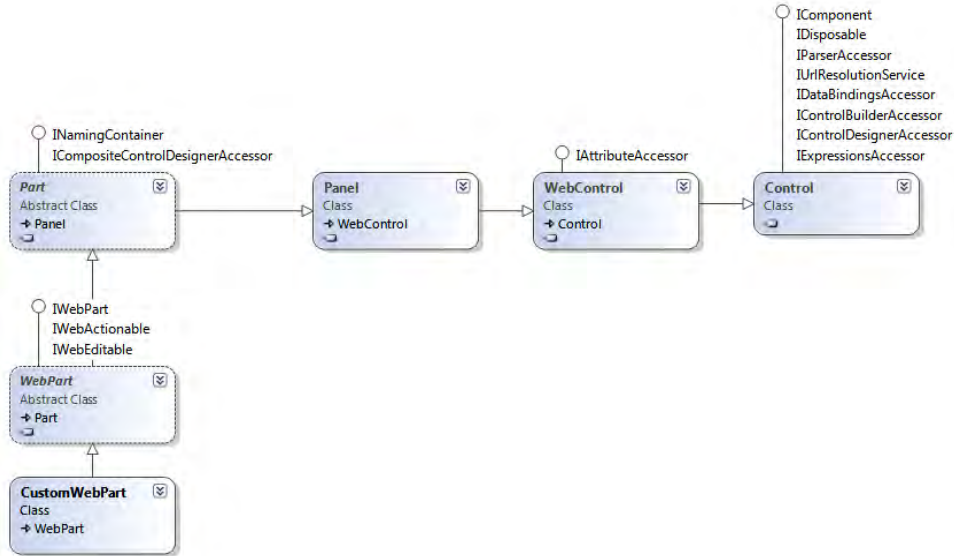 IComponent
IDisposable
IParserAccessor
IUrlResolutionService
IDataBindingsAccessor
IControlBuilderAccessor
IControlDesignerAccessor
IExpressionsAccessor
INamingContainer
ICompositeControlDesignerAccessor
IAttributeAccessor
Part
Abstract Class
Panel
Panel
Class
WebControl
WebControl
Class
Control
Control
Class
IWebPart
IWebActionable
IWebEditable
WebPart
Abstract Class
Part
CustomWebPart
Class
WebPart